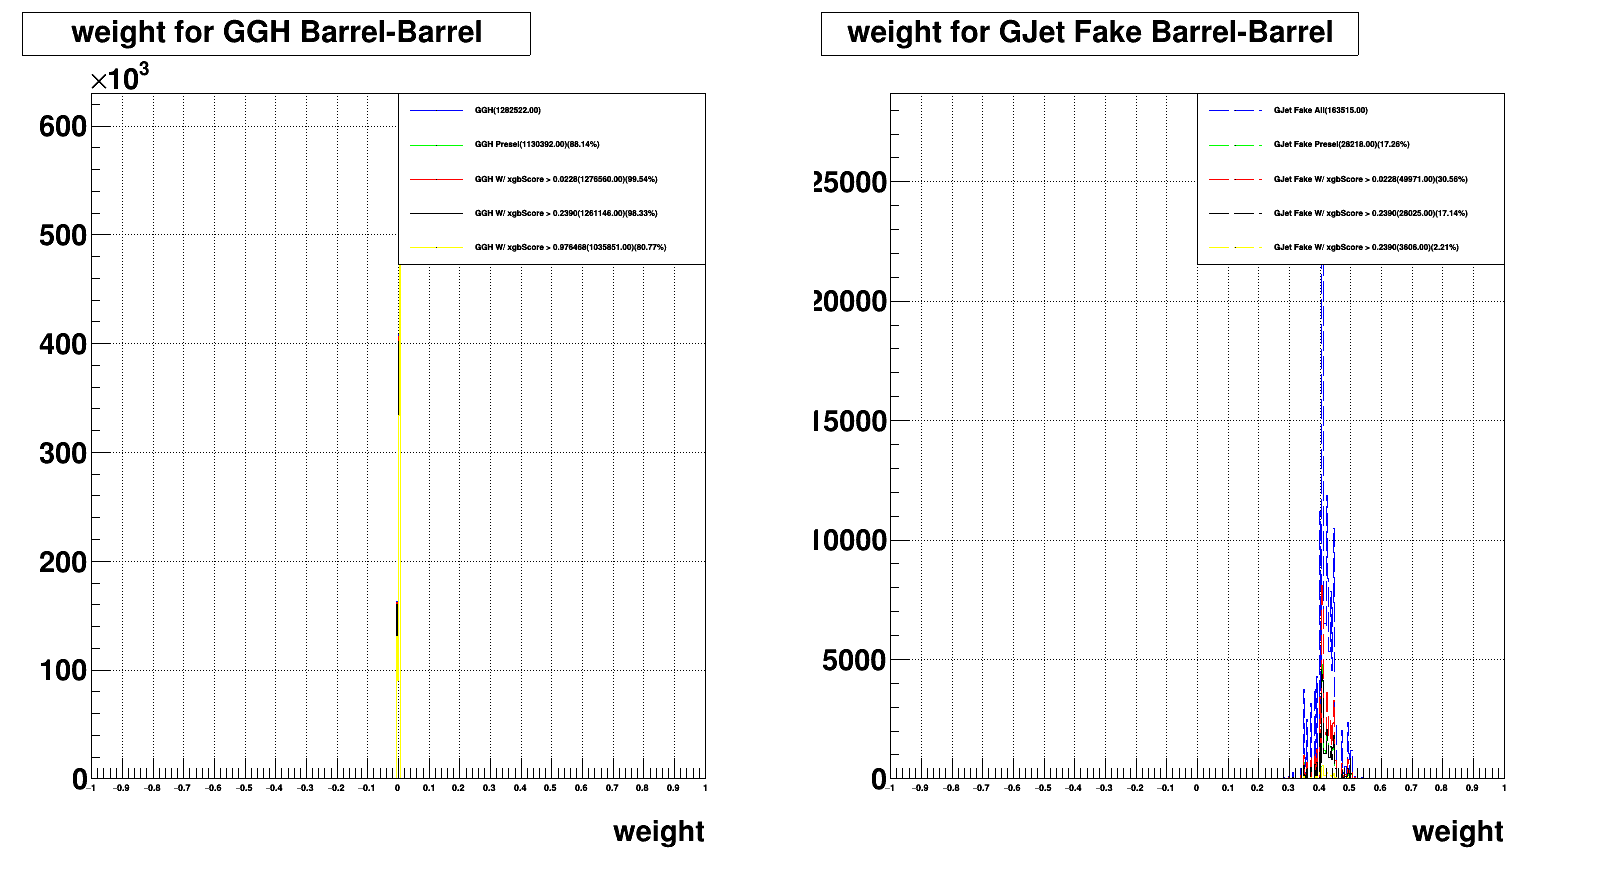 weight for GGH Barrel-Barrel
×10³
600
500
400
300
200
100
0
GGH(1282522.00)
GGH Presel(1130392.00)(88.14%)
GGH W/ xgbScore > 0.0228(1276560.00)(99.54%)
GGH W/ xgbScore > 0.2390(1261146.00)(98.33%)
GGH W/ xgbScore > 0.976468(1035851.00)(80.77%)
−1 −0.9 −0.8 −0.7 −0.6 −0.5 −0.4 −0.3 −0.2 −0.1 0 0.1 0.2 0.3 0.4 0.5 0.6 0.7 0.8 0.9 1
weight
weight for GJet Fake Barrel-Barrel
25000
20000
15000
10000
5000
0
GJet Fake All(163515.00)
GJet Fake Presel(28218.00)(17.26%)
GJet Fake W/ xgbScore > 0.0228(49971.00)(30.56%)
GJet Fake W/ xgbScore > 0.2390(28025.00)(17.14%)
GJet Fake W/ xgbScore > 0.2390(3606.00)(2.21%)
−1 −0.9 −0.8 −0.7 −0.6 −0.5 −0.4 −0.3 −0.2 −0.1 0 0.1 0.2 0.3 0.4 0.5 0.6 0.7 0.8 0.9 1
weight